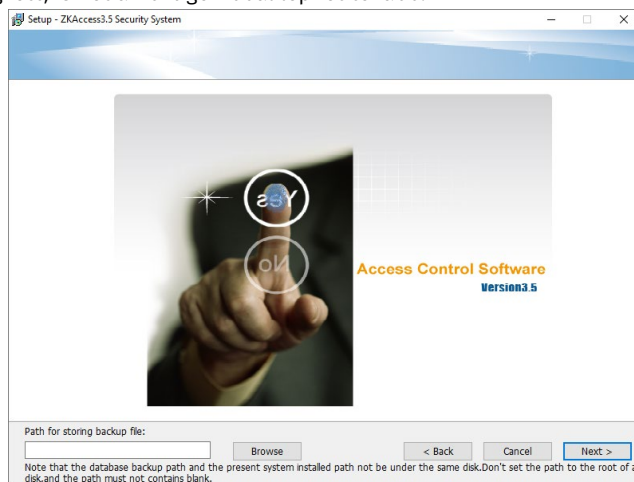 Setup - ZKAccess3.5 Security System
Yes
No
Access Control Software
Version3.5
Path for storing backup file:
Browse
< Back
Cancel
Next >
Note that the database backup path and the present system installed path not be under the same disk.Don't set the path to the root of a
disk,and the path must not contains blank.